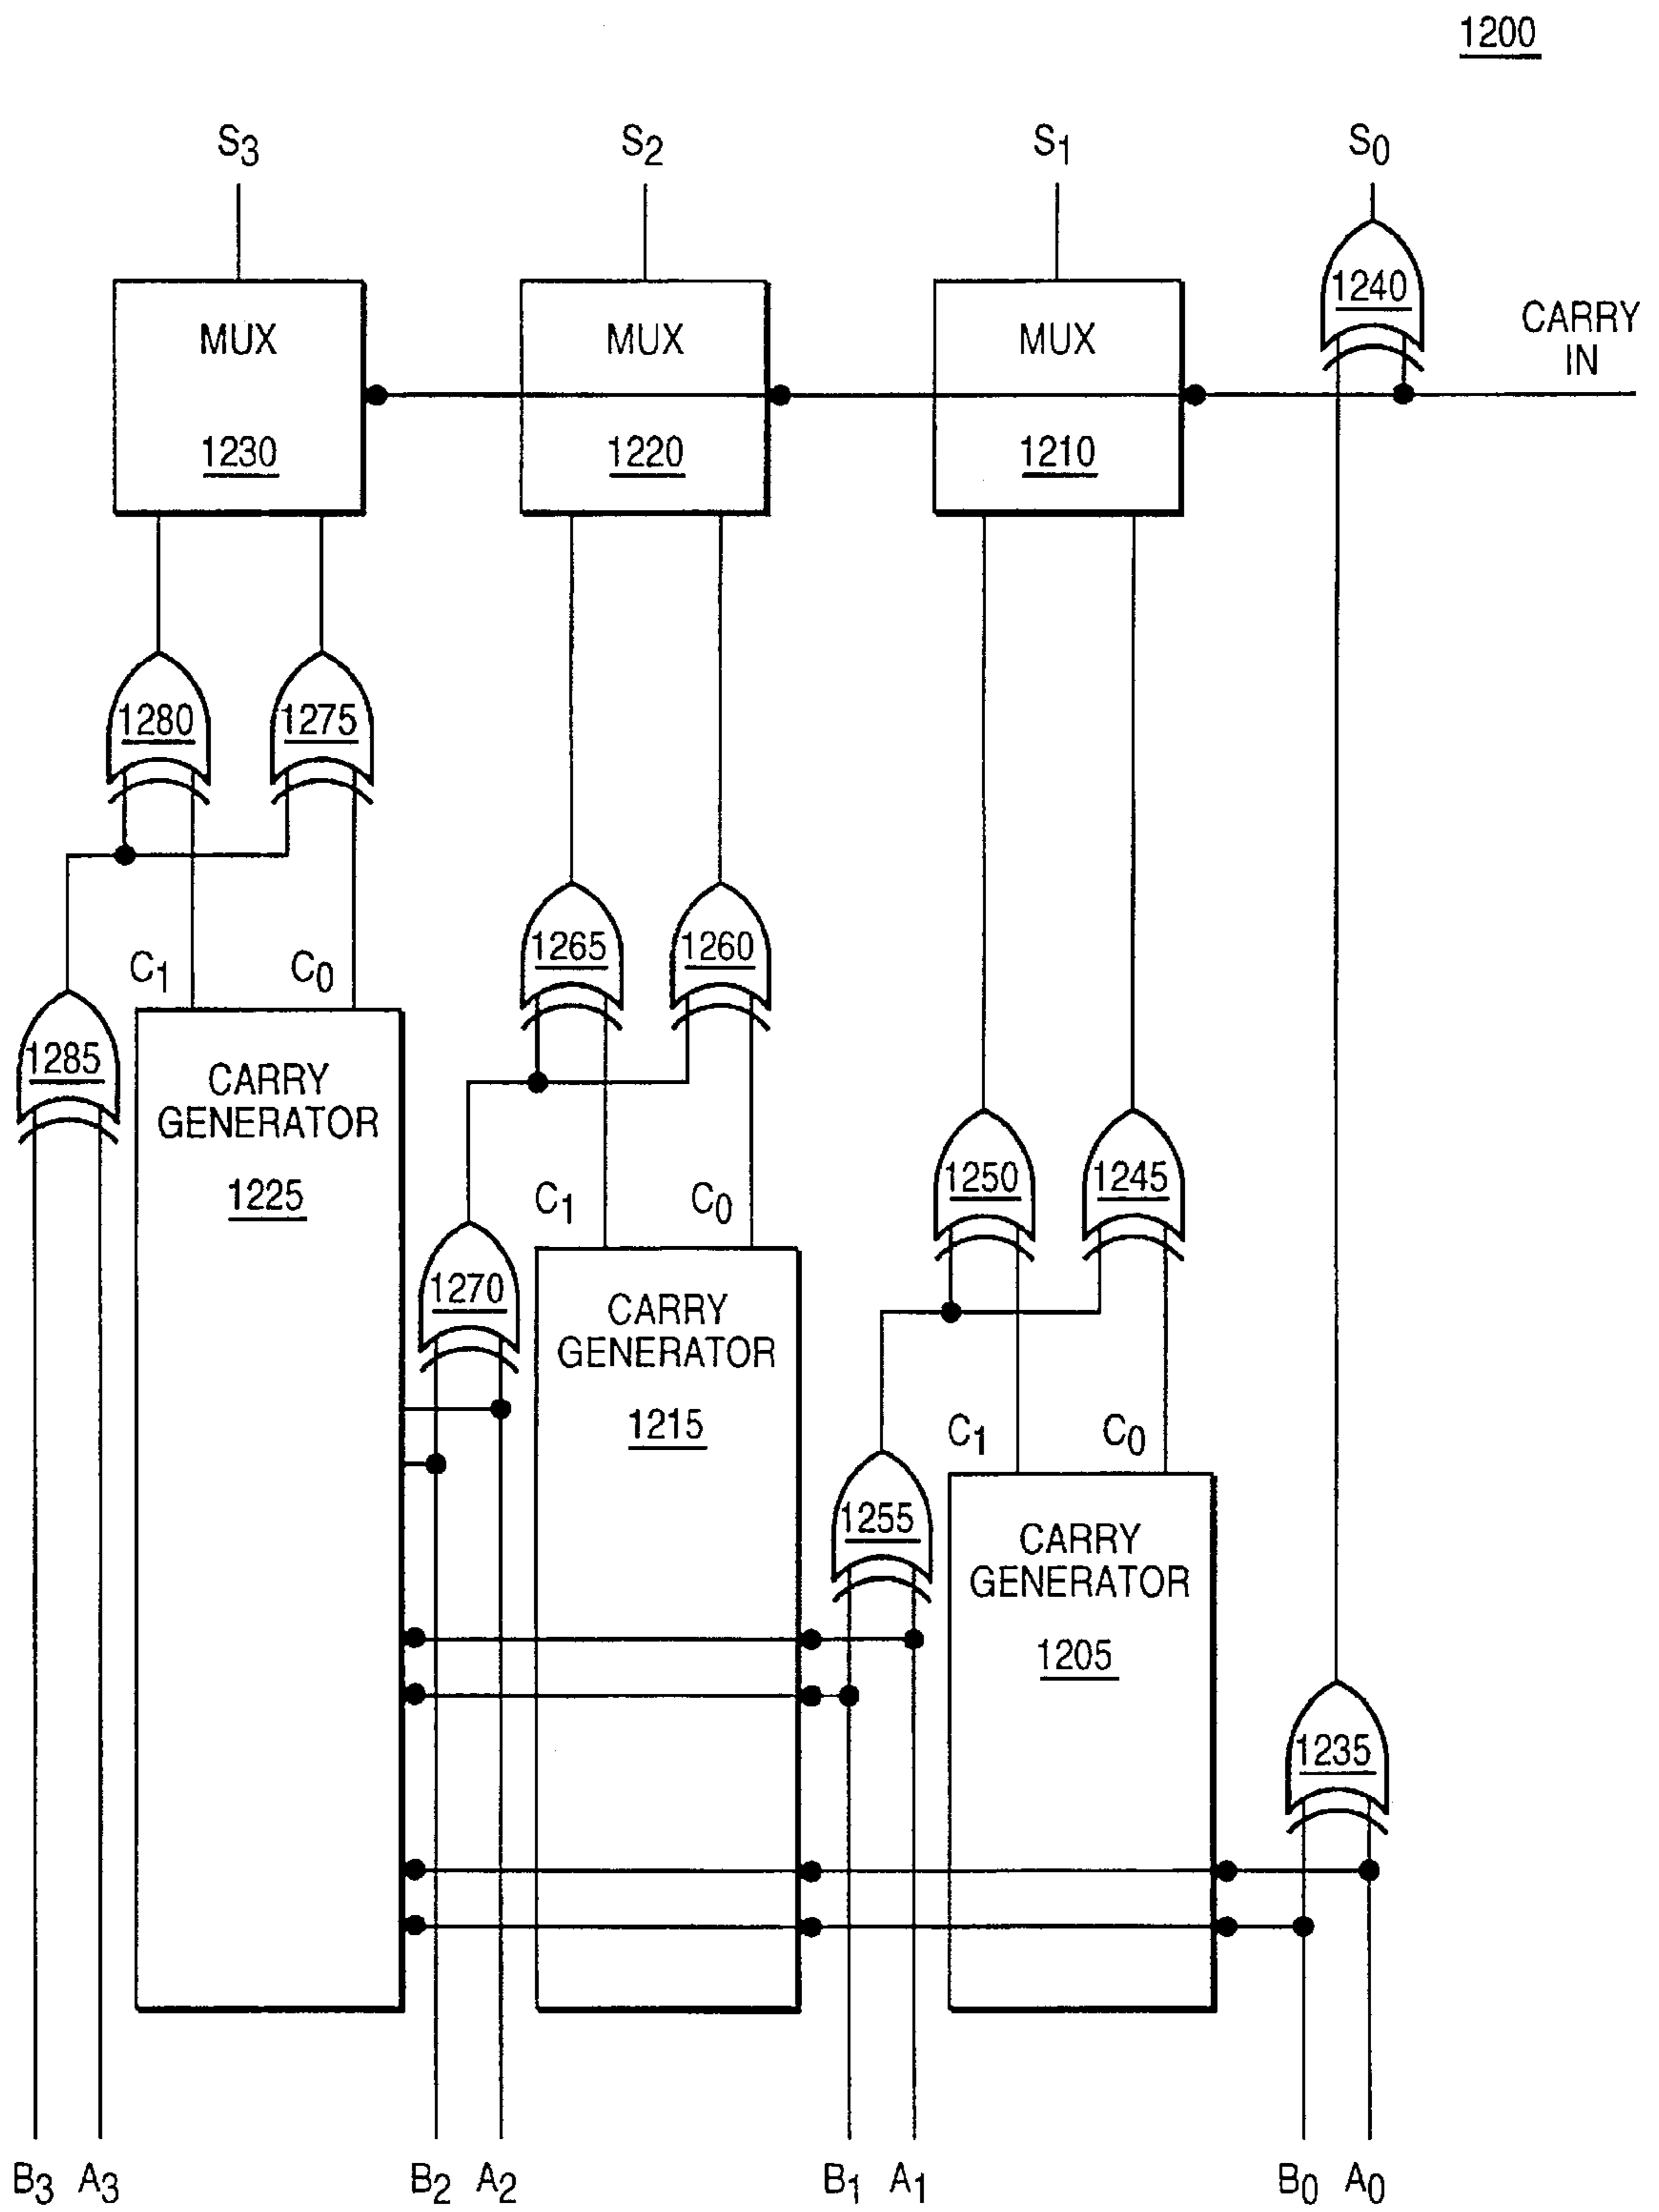 1200
S3 S2 S1 S0
1240
CARRY
IN
MUX MUX MUX
1230 1220 1210
1280 1275
1265 1260
C1 C0
1285
CARRY
GENERATOR
1225
1250 1245
C1 C0
1270
CARRY
GENERATOR
1215
C1 C0
1255
CARRY
GENERATOR
1205
1235
B3 A3 B2 A2 B1 A1 B0 A0